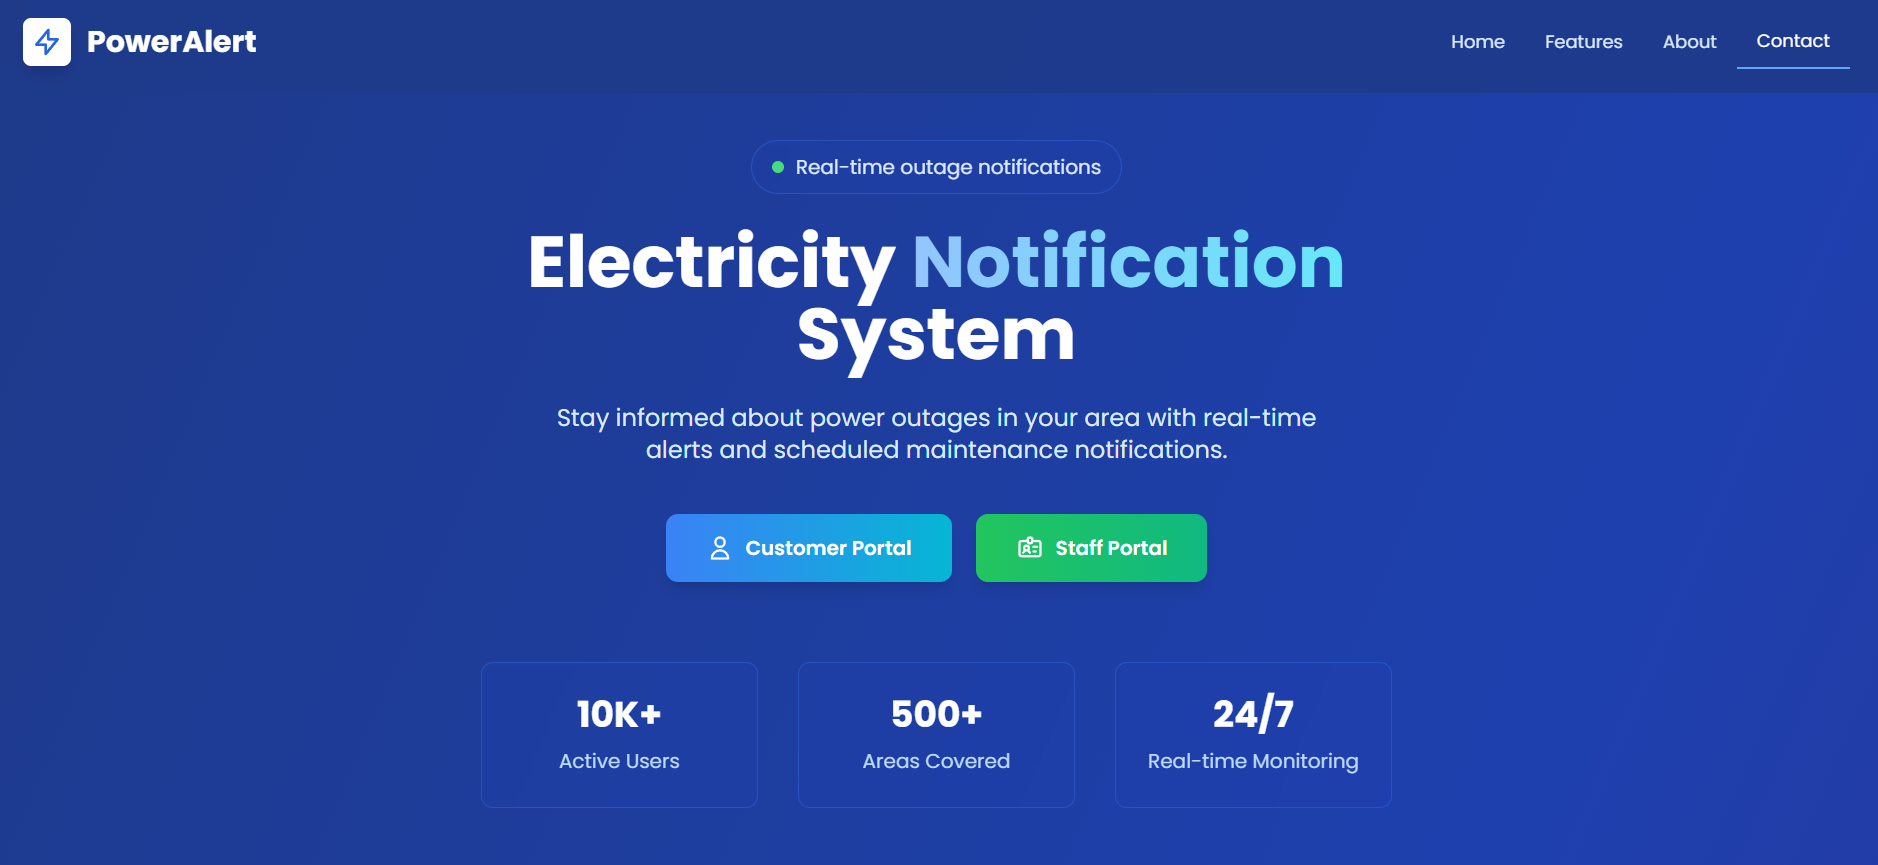 PowerAlert
Home
Features
About
Contact
Real-time outage notifications
Electricity Notification
System
Stay informed about power outages in your area with real-time
alerts and scheduled maintenance notifications.
Customer Portal
Staff Portal
10K+
Active Users
500+
Areas Covered
24/7
Real-time Monitoring